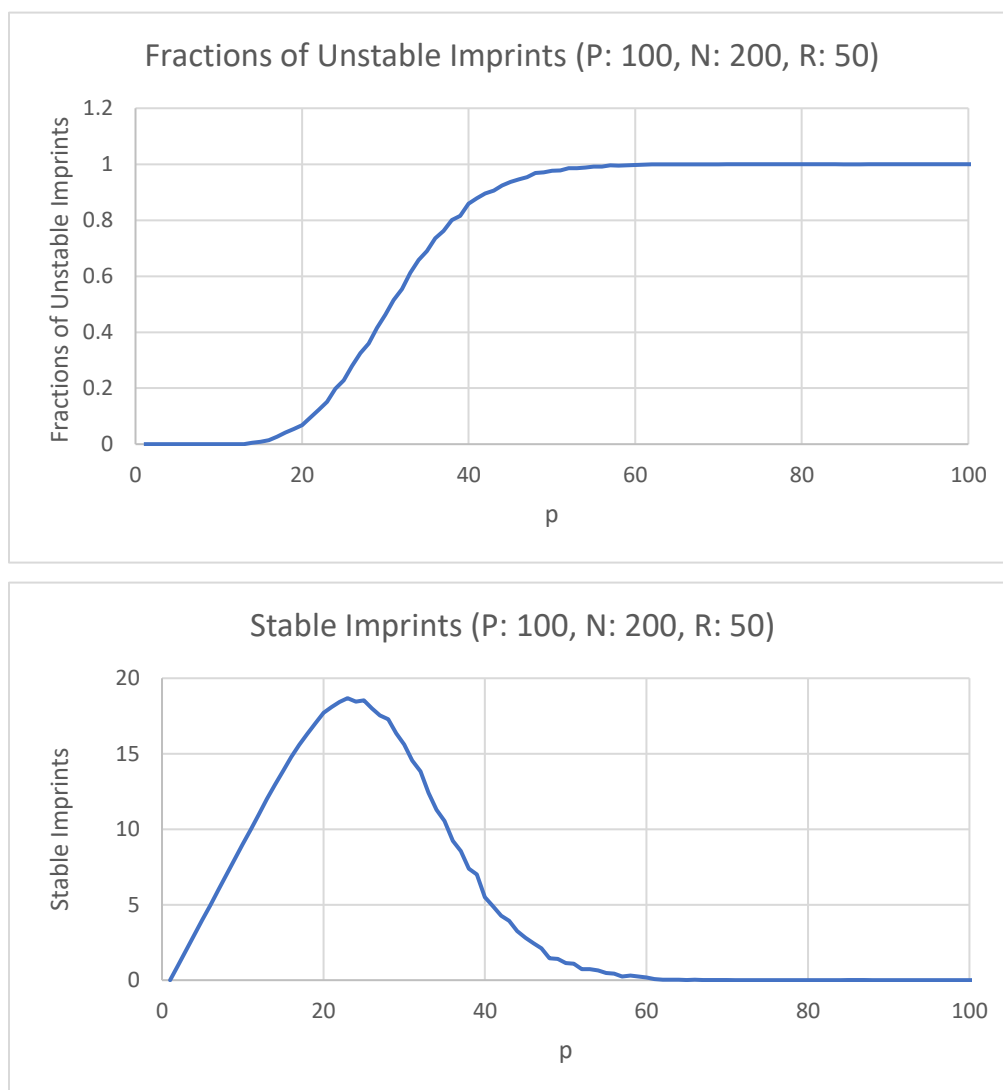 Fractions of Unstable Imprints (P: 100, N: 200, R: 50)
Fractions of Unstable Imprints
1.2
1
0.8
0.6
0.4
0.2
0
0 20 40 60 80 100
p
Stable Imprints (P: 100, N: 200, R: 50)
Stable Imprints
20
15
10
5
0
0 20 40 60 80 100
p